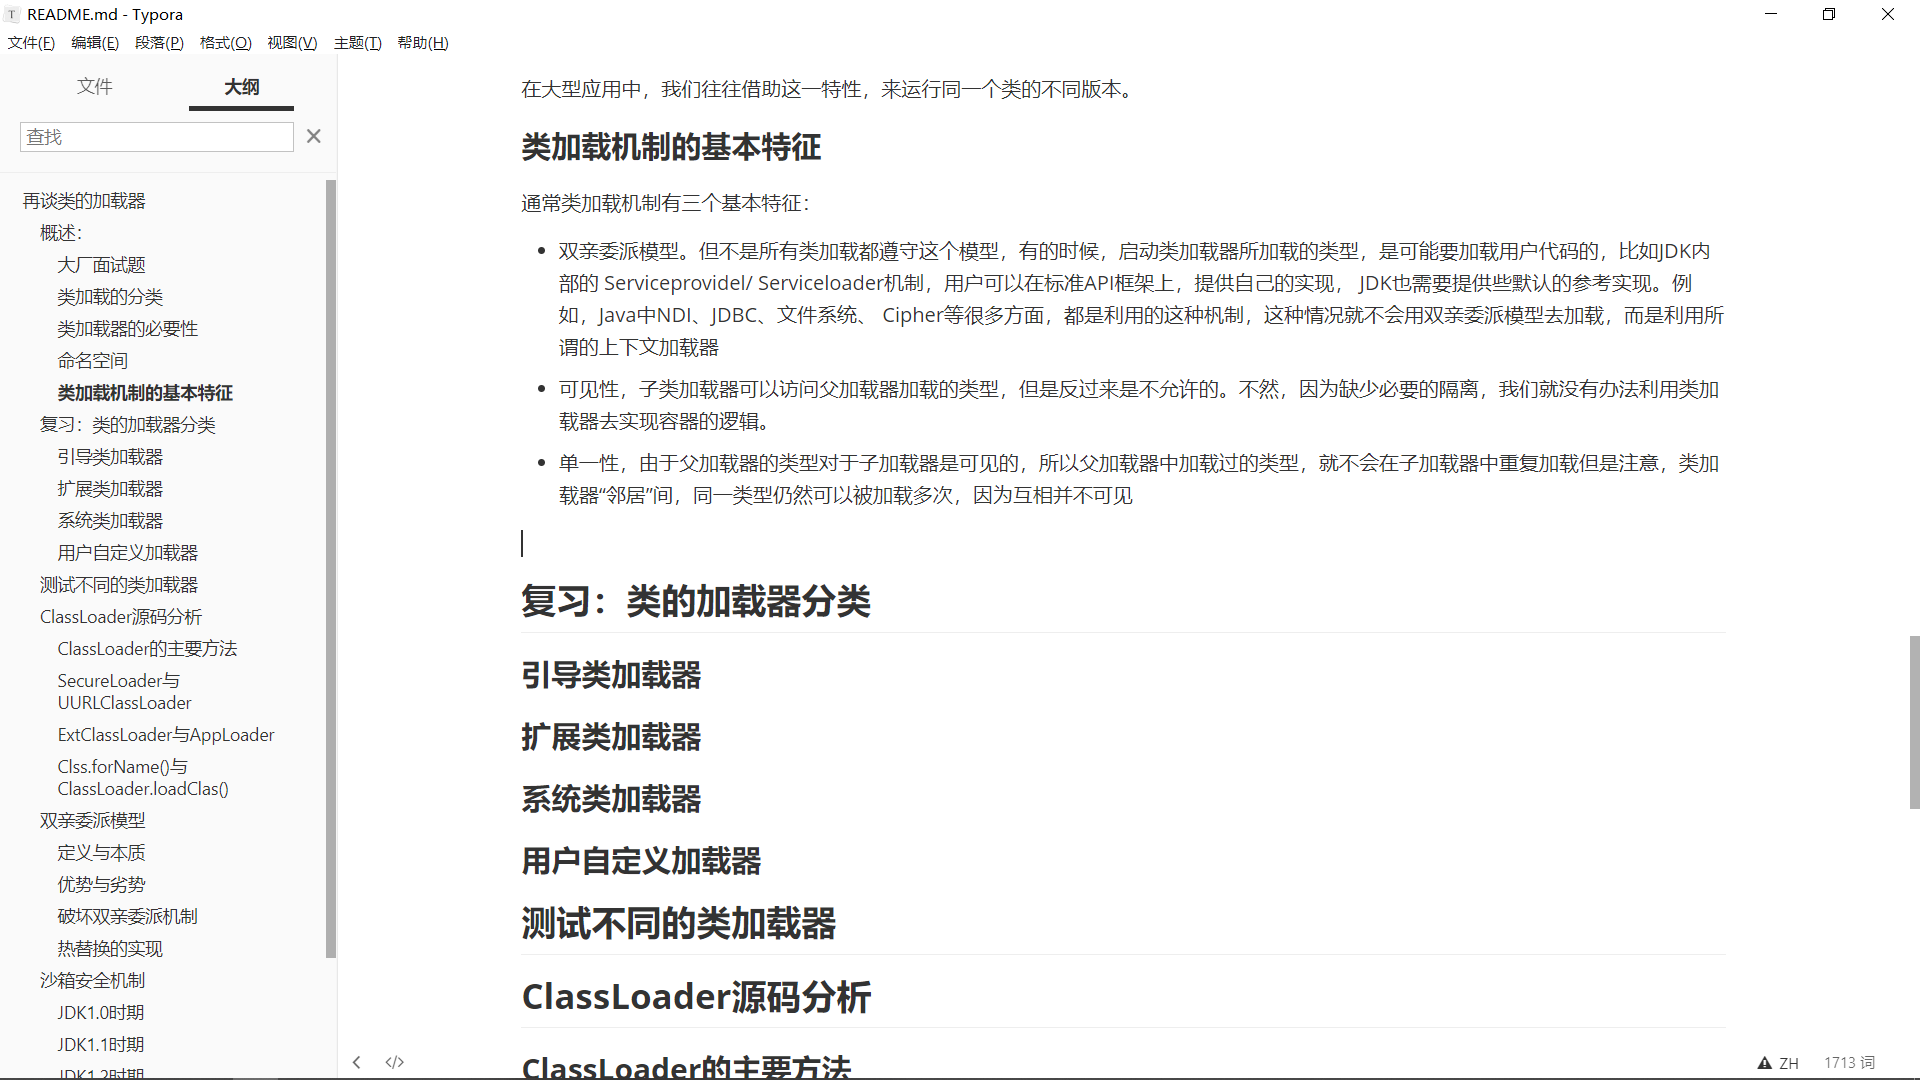 README.md - Typora
文件(F) 编辑(E) 段落(P) 格式(O) 视图(V) 主题(T) 帮助(H)
文件 大纲
查找
再谈类的加载器
概述：
大厂面试题
类加载的分类
类加载器的必要性
命名空间
类加载机制的基本特征
复习：类的加载器分类
引导类加载器
扩展类加载器
系统类加载器
用户自定义加载器
测试不同的类加载器
ClassLoader源码分析
ClassLoader的主要方法
SecureLoader与
UURLClassLoader
ExtClassLoader与AppLoader
Clss.forName()与
ClassLoader.loadClas()
双亲委派模型
定义与本质
优势与劣势
破坏双亲委派机制
热替换的实现
沙箱安全机制
JDK1.0时期
JDK1.1时期
JDK1.2时期
在大型应用中，我们往往借助这一特性，来运行同一个类的不同版本。
类加载机制的基本特征
通常类加载机制有三个基本特征：
双亲委派模型。但不是所有类加载都遵守这个模型，有的时候，启动类加载器所加载的类型，是可能要加载用户代码的，比如JDK内
部的 Serviceprovidel/ Serviceloader机制，用户可以在标准API框架上，提供自己的实现， JDK也需要提供些默认的参考实现。例
如，Java中NDI、JDBC、文件系统、 Cipher等很多方面，都是利用的这种机制，这种情况就不会用双亲委派模型去加载，而是利用所
谓的上下文加载器
可见性，子类加载器可以访问父加载器加载的类型，但是反过来是不允许的。不然，因为缺少必要的隔离，我们就没有办法利用类加
载器去实现容器的逻辑。
单一性，由于父加载器的类型对于子加载器是可见的，所以父加载器中加载过的类型，就不会在子加载器中重复加载但是注意，类加
载器“邻居”间，同一类型仍然可以被加载多次，因为互相并不可见
复习：类的加载器分类
引导类加载器
扩展类加载器
系统类加载器
用户自定义加载器
测试不同的类加载器
ClassLoader源码分析
ClassLoader的主要方法
ZH 1713 词